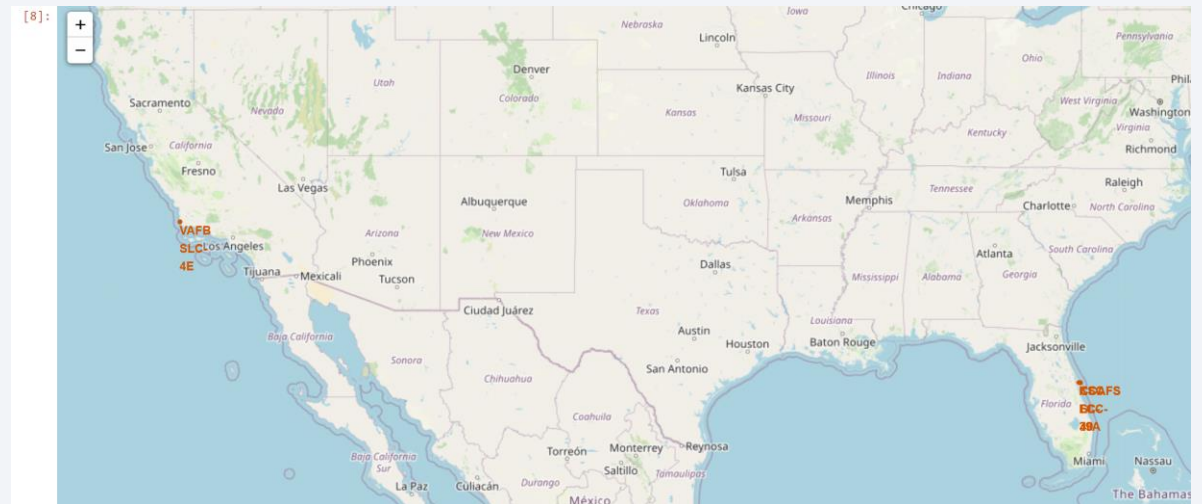 [8]:
+
−
Nebraska
Iowa
Chicago
Lincoln
Pennsylvania
Denver
Utah
Colorado
Illinois
Indiana
Ohio
Phil
Sacramento
Nevada
Kansas City
West Virginia
Washington
San Jose
California
Kansas
Missouri
Kentucky
Virginia
Richmond
Fresno
Las Vegas
Tulsa
Raleigh
Albuquerque
Oklahoma
Memphis
Tennessee
Charlotte
North Carolina
VAFB
SLC-
4E
Los Angeles
Arizona
New Mexico
Arkansas
South Carolina
Phoenix
Tijuana
Mexicali
Tucson
Dallas
Atlanta
Mississippi
Alabama
Georgia
Ciudad Juárez
Texas
Austin
Louisiana
Baja California
Houston
Baton Rouge
Jacksonville
Sonora
San Antonio
Chihuahua
Coahuila
Florida
Baja California
Sur
Torreón
Monterrey
Reynosa
Saltillo
Tamaulipas
Miami
Nassau
La Paz
Culiacán
Durango
México
The Bahamas